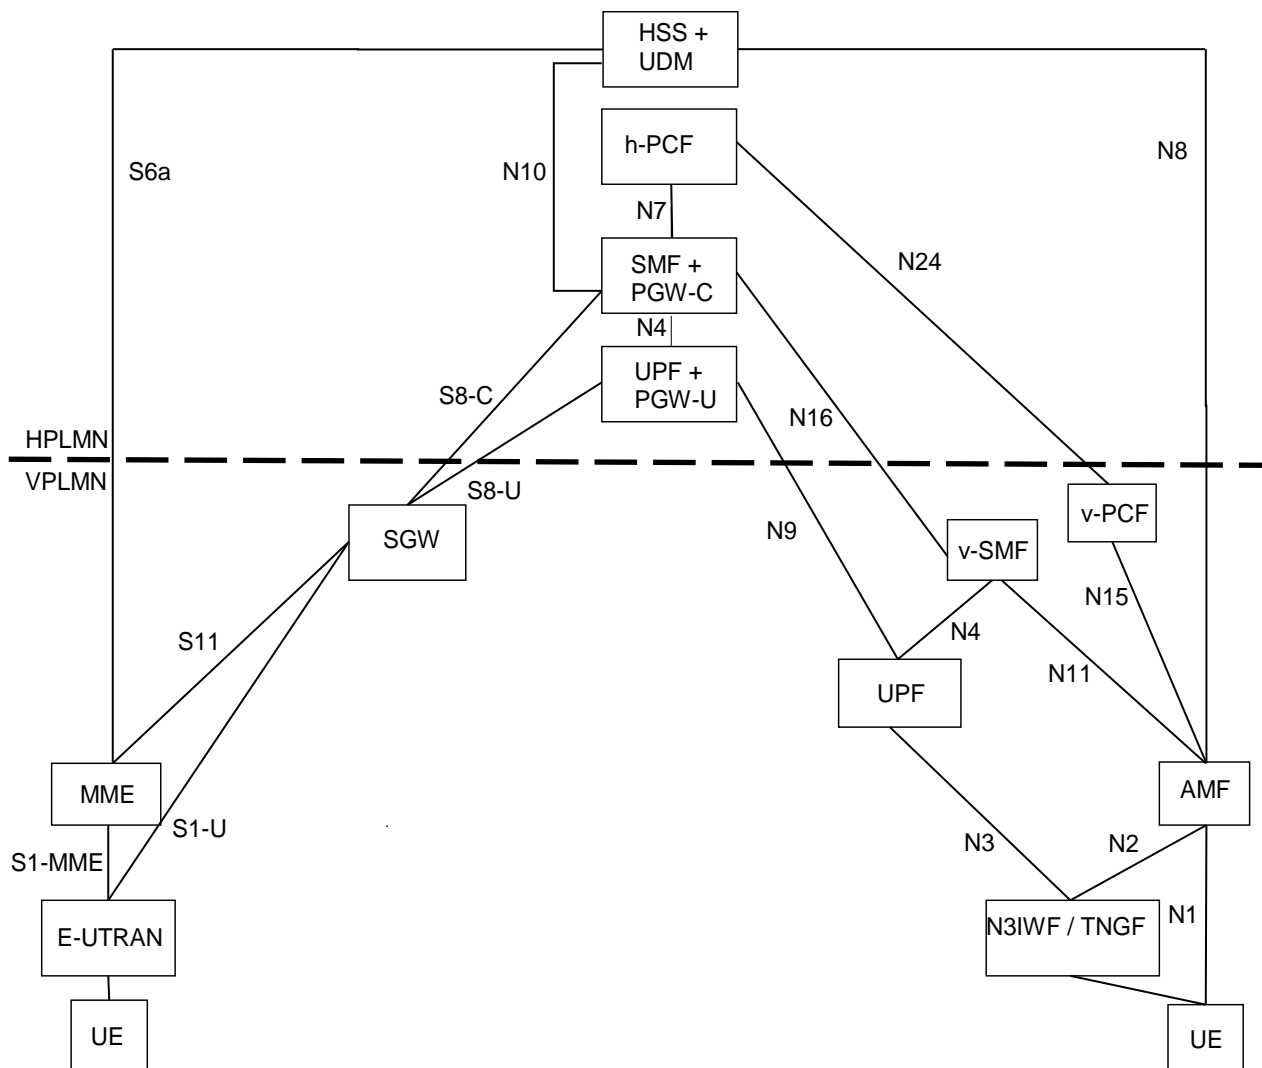 HSS +
UDM
h-PCF
S6a
N10
N8
N7
N24
SMF +
PGW-C
N4
UPF +
PGW-U
S8-C
N16
HPLMN
VPLMN
S8-U
v-PCF
N9
SGW
v-SMF
N15
N4
S11
N11
UPF
MME
AMF
S1-U
N3
N2
S1-MME
N1
E-UTRAN
N3IWF / TNGF
UE
UE